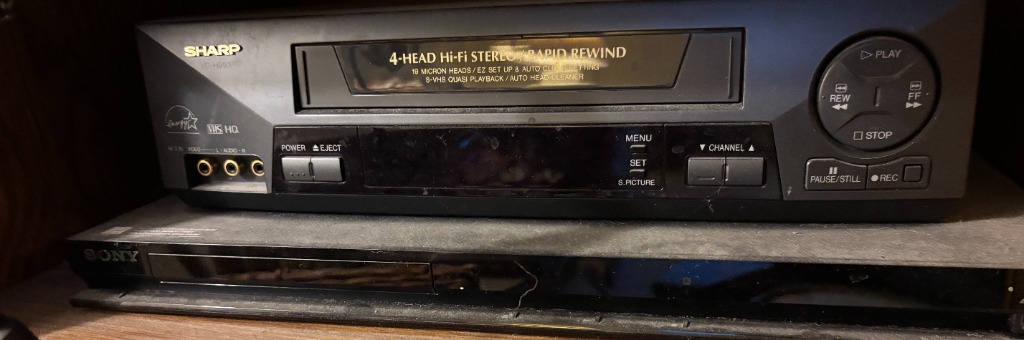 SHARP
4-HEAD Hi-Fi STEREO / RAPID REWIND
19 MICRON HEADS / EZ SET UP & AUTO CLOCK SETTING
S-VHS QUASI PLAYBACK / AUTO HEAD CLEANER
VHS HQ
VIDEO L - AUDIO - R
POWER ⏏ EJECT
MENU
SET
S.PICTURE
▼ CHANNEL ▲
▷ PLAY
REW
◀◀
FF
▶▶
□ STOP
PAUSE/STILL
● REC
SONY